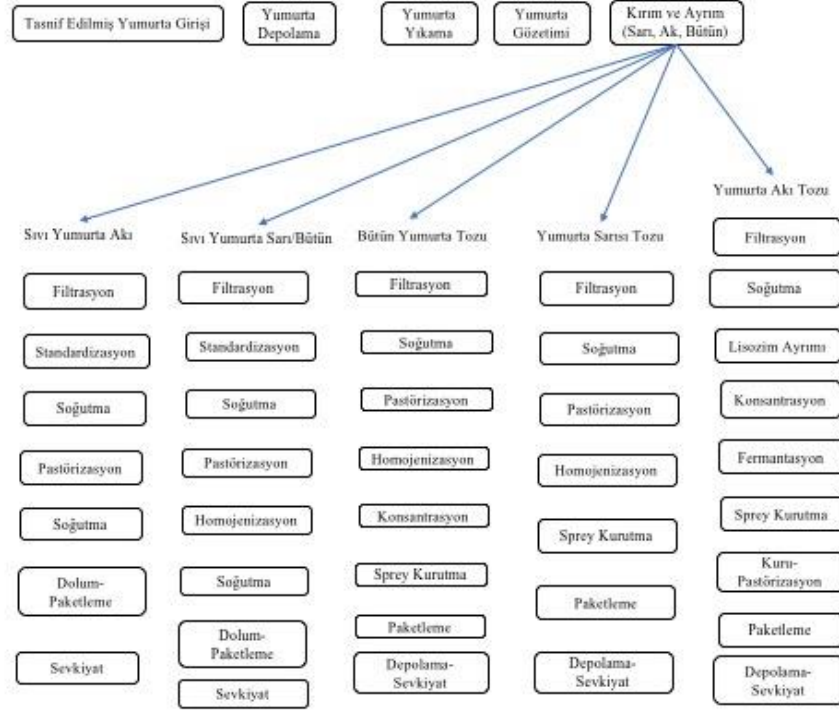 Tasnif Edilmiş Yumurta Girişi
Yumurta
Depolama
Yumurta
Yıkama
Yumurta
Gözetimi
Kırım ve Ayrım
(Sarı, Ak, Bütün)
Sıvı Yumurta Akı
Filtrasyon
Standardizasyon
Soğutma
Pastörizasyon
Soğutma
Dolum-
Paketleme
Sevkiyat
Sıvı Yumurta Sarı/Bütün
Filtrasyon
Standardizasyon
Soğutma
Pastörizasyon
Homojenizasyon
Soğutma
Dolum-
Paketleme
Sevkiyat
Bütün Yumurta Tozu
Filtrasyon
Soğutma
Pastörizasyon
Homojenizasyon
Konsantrasyon
Sprey Kurutma
Paketleme
Depolama-
Sevkiyat
Yumurta Sarısı Tozu
Filtrasyon
Soğutma
Pastörizasyon
Homojenizasyon
Sprey Kurutma
Paketleme
Depolama-
Sevkiyat
Yumurta Akı Tozu
Filtrasyon
Soğutma
Lisozim Ayrımı
Konsantrasyon
Fermantasyon
Sprey Kurutma
Kuru-
Pastörizasyon
Paketleme
Depolama-
Sevkiyat